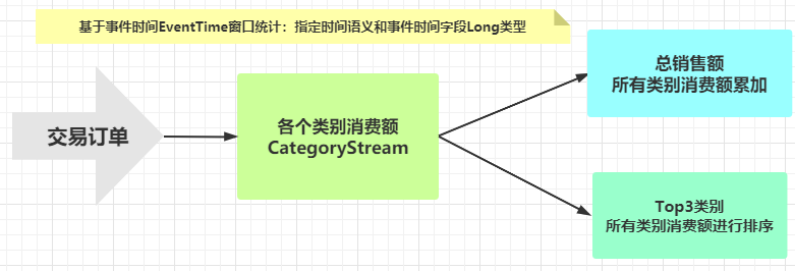 基于事件时间EventTime窗口统计：指定时间语义和事件时间字段Long类型
交易订单
各个类别消费额
CategoryStream
总销售额
所有类别消费额累加
Top3类别
所有类别消费额进行排序